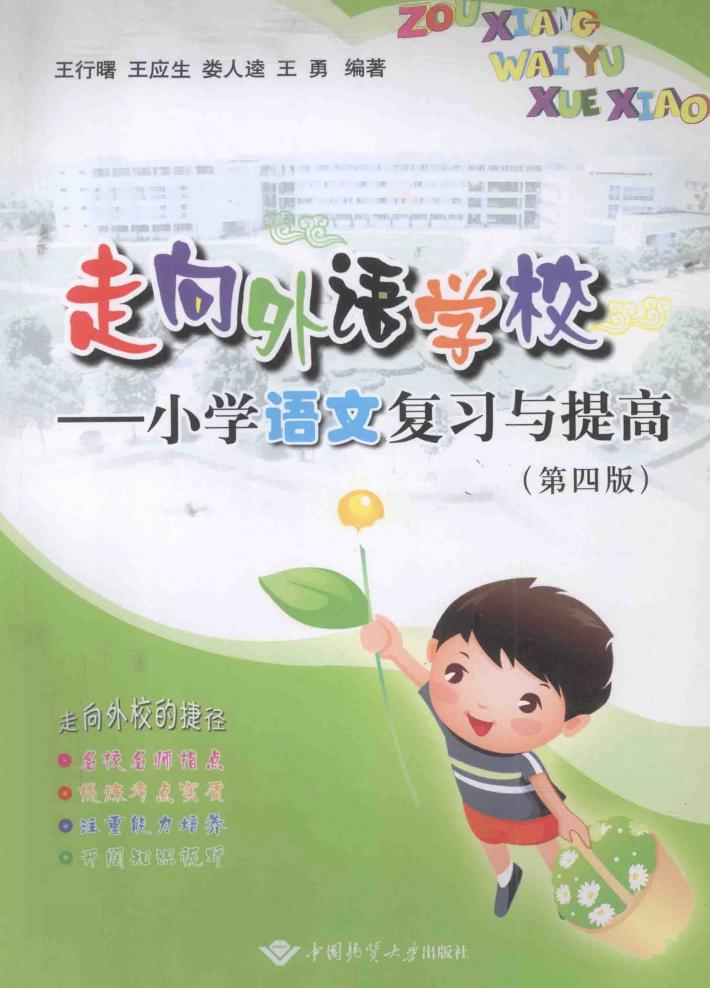 ZOU XIANG
WAI YU
XUE XIAO
王行曙 王应生 娄人逵 王 勇 编著
走向外语学校
——小学语文复习与提高
（第四版）
走向外校的捷径
名校名师指点
提炼考点实质
注重能力培养
开阔知识视野
中国地质大学出版社